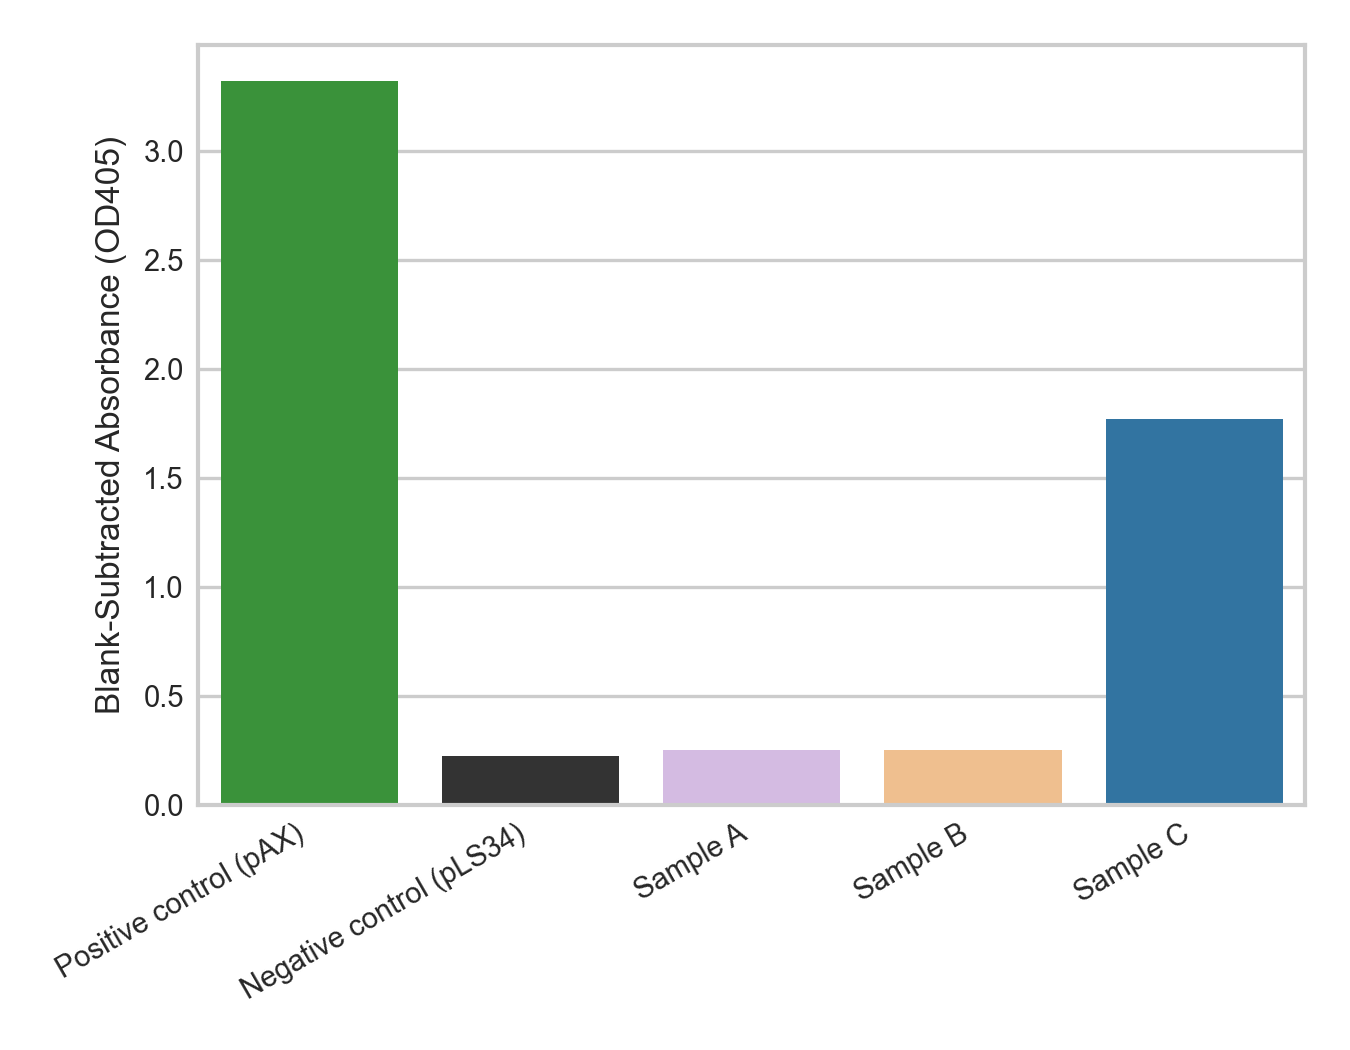 Blank-Subtracted Absorbance (OD405)
3.0
2.5
2.0
1.5
1.0
0.5
0.0
Positive control (pAX)
Negative control (pLS34)
Sample A
Sample B
Sample C